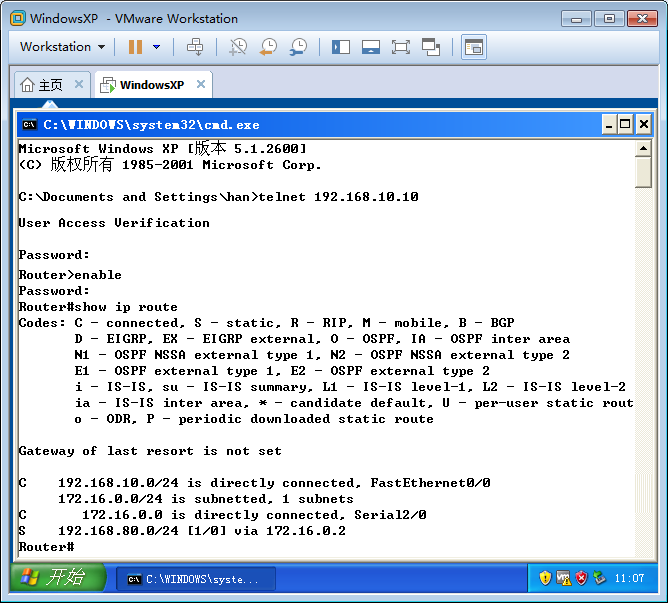 WindowsXP - VMware Workstation
Workstation
主页 WindowsXP
C:\WINDOWS\system32\cmd.exe
Microsoft Windows XP [版本 5.1.2600]
(C) 版权所有 1985-2001 Microsoft Corp.
C:\Documents and Settings\han>telnet 192.168.10.10
User Access Verification
Password:
Router>enable
Password:
Router#show ip route
Codes: C - connected, S - static, R - RIP, M - mobile, B - BGP
D - EIGRP, EX - EIGRP external, O - OSPF, IA - OSPF inter area
N1 - OSPF NSSA external type 1, N2 - OSPF NSSA external type 2
E1 - OSPF external type 1, E2 - OSPF external type 2
i - IS-IS, su - IS-IS summary, L1 - IS-IS level-1, L2 - IS-IS level-2
ia - IS-IS inter area, * - candidate default, U - per-user static rout
o - ODR, P - periodic downloaded static route
Gateway of last resort is not set
C 192.168.10.0/24 is directly connected, FastEthernet0/0
172.16.0.0/24 is subnetted, 1 subnets
C 172.16.0.0 is directly connected, Serial2/0
S 192.168.80.0/24 [1/0] via 172.16.0.2
Router#
开始 C:\WINDOWS\syste... 11:07